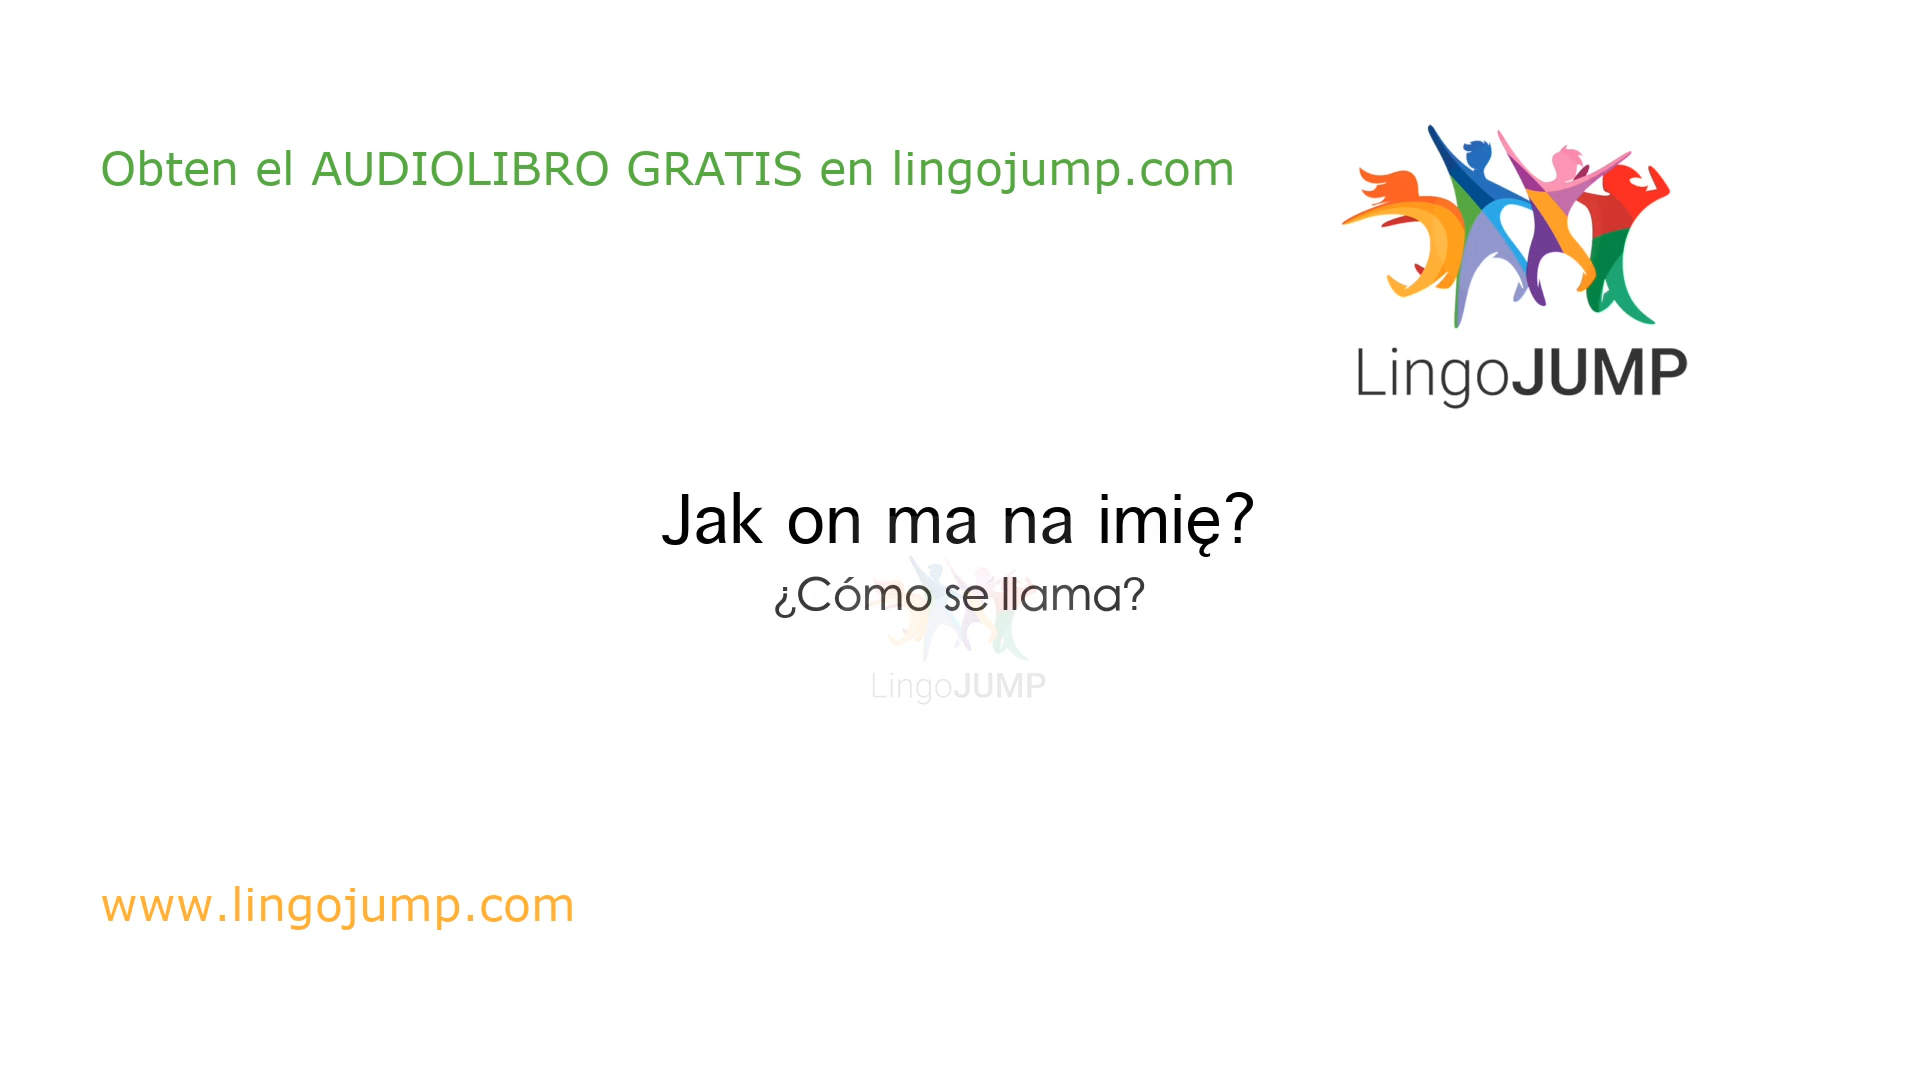 Obten el AUDIOLIBRO GRATIS en lingojump.com
LingoJUMP
Jak on ma na imię?
¿Cómo se llama?
LingoJUMP
www.lingojump.com